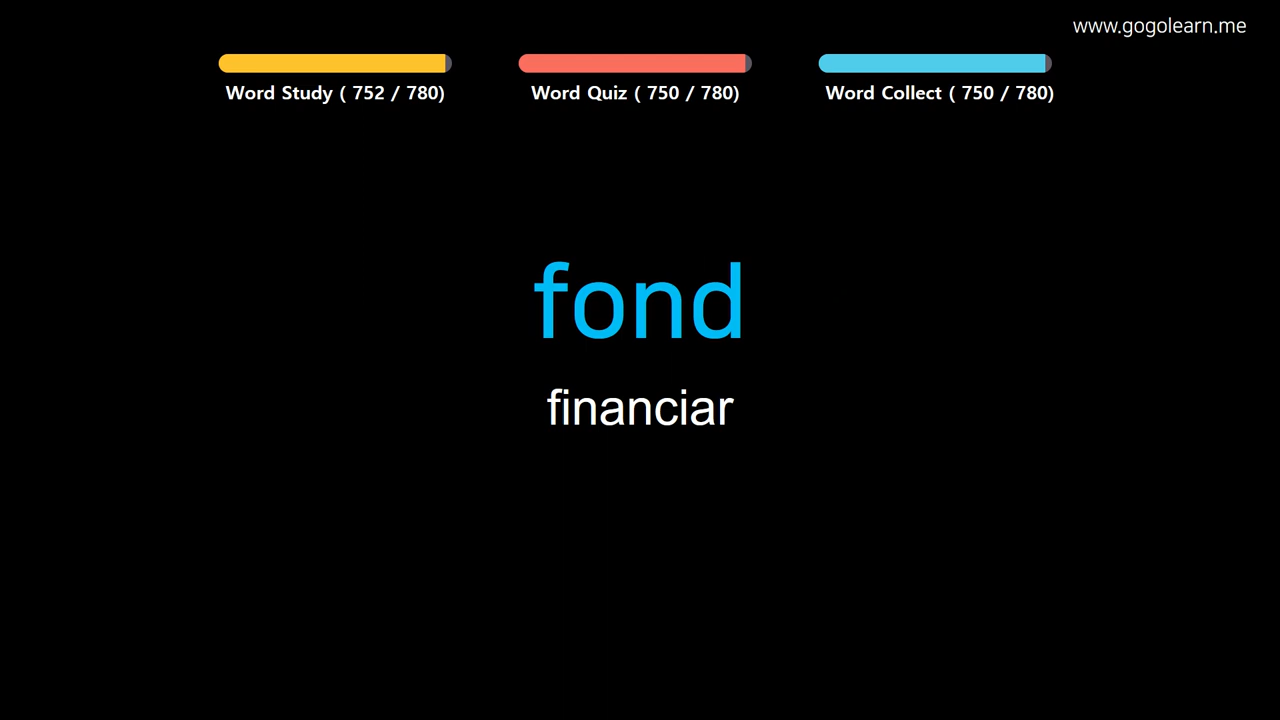 www.gogolearn.me
Word Study ( 752 / 780)
Word Quiz ( 750 / 780)
Word Collect ( 750 / 780)
fond
financiar